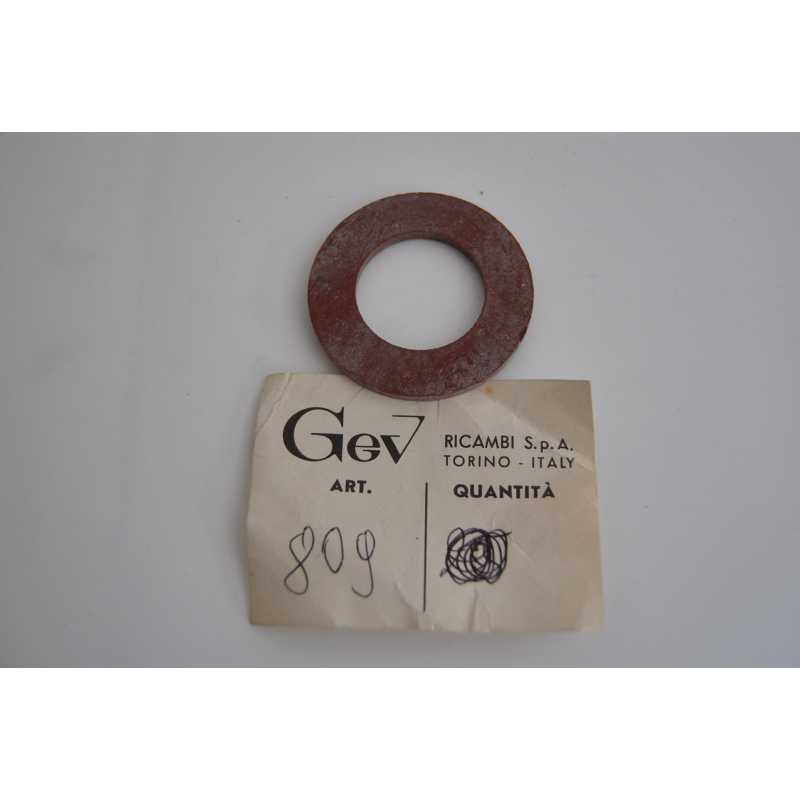 Gev
RICAMBI S.p.A.
TORINO - ITALY
ART.
QUANTITÀ
809